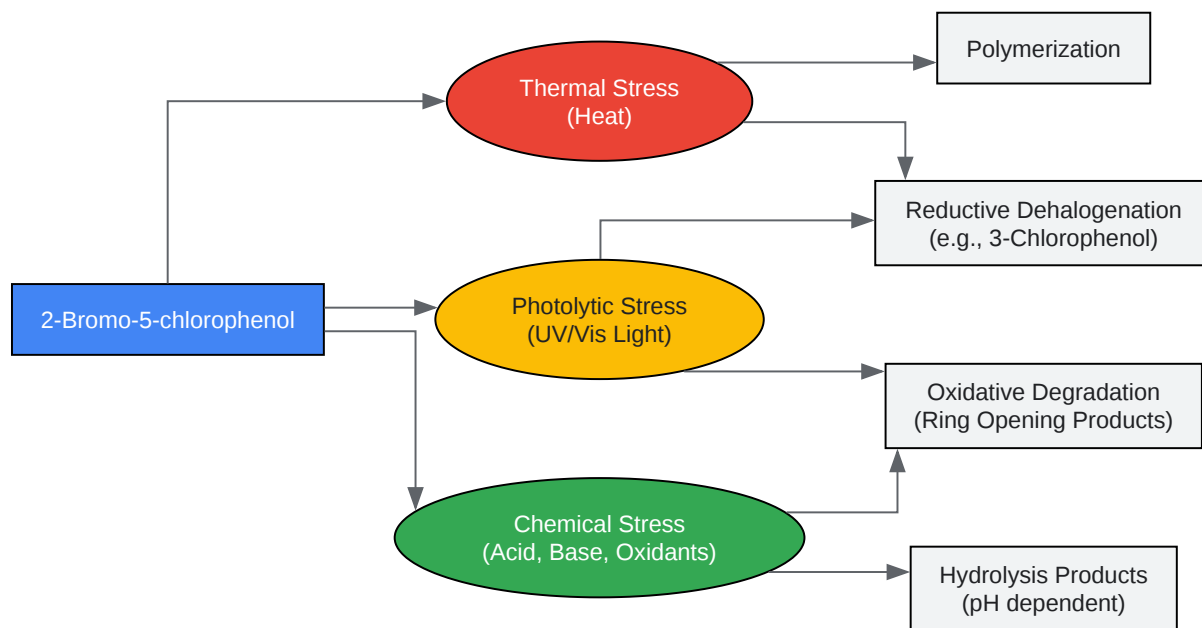 Polymerization
Thermal Stress
(Heat)
Reductive Dehalogenation
(e.g., 3-Chlorophenol)
2-Bromo-5-chlorophenol
Photolytic Stress
(UV/Vis Light)
Oxidative Degradation
(Ring Opening Products)
Chemical Stress
(Acid, Base, Oxidants)
Hydrolysis Products
(pH dependent)